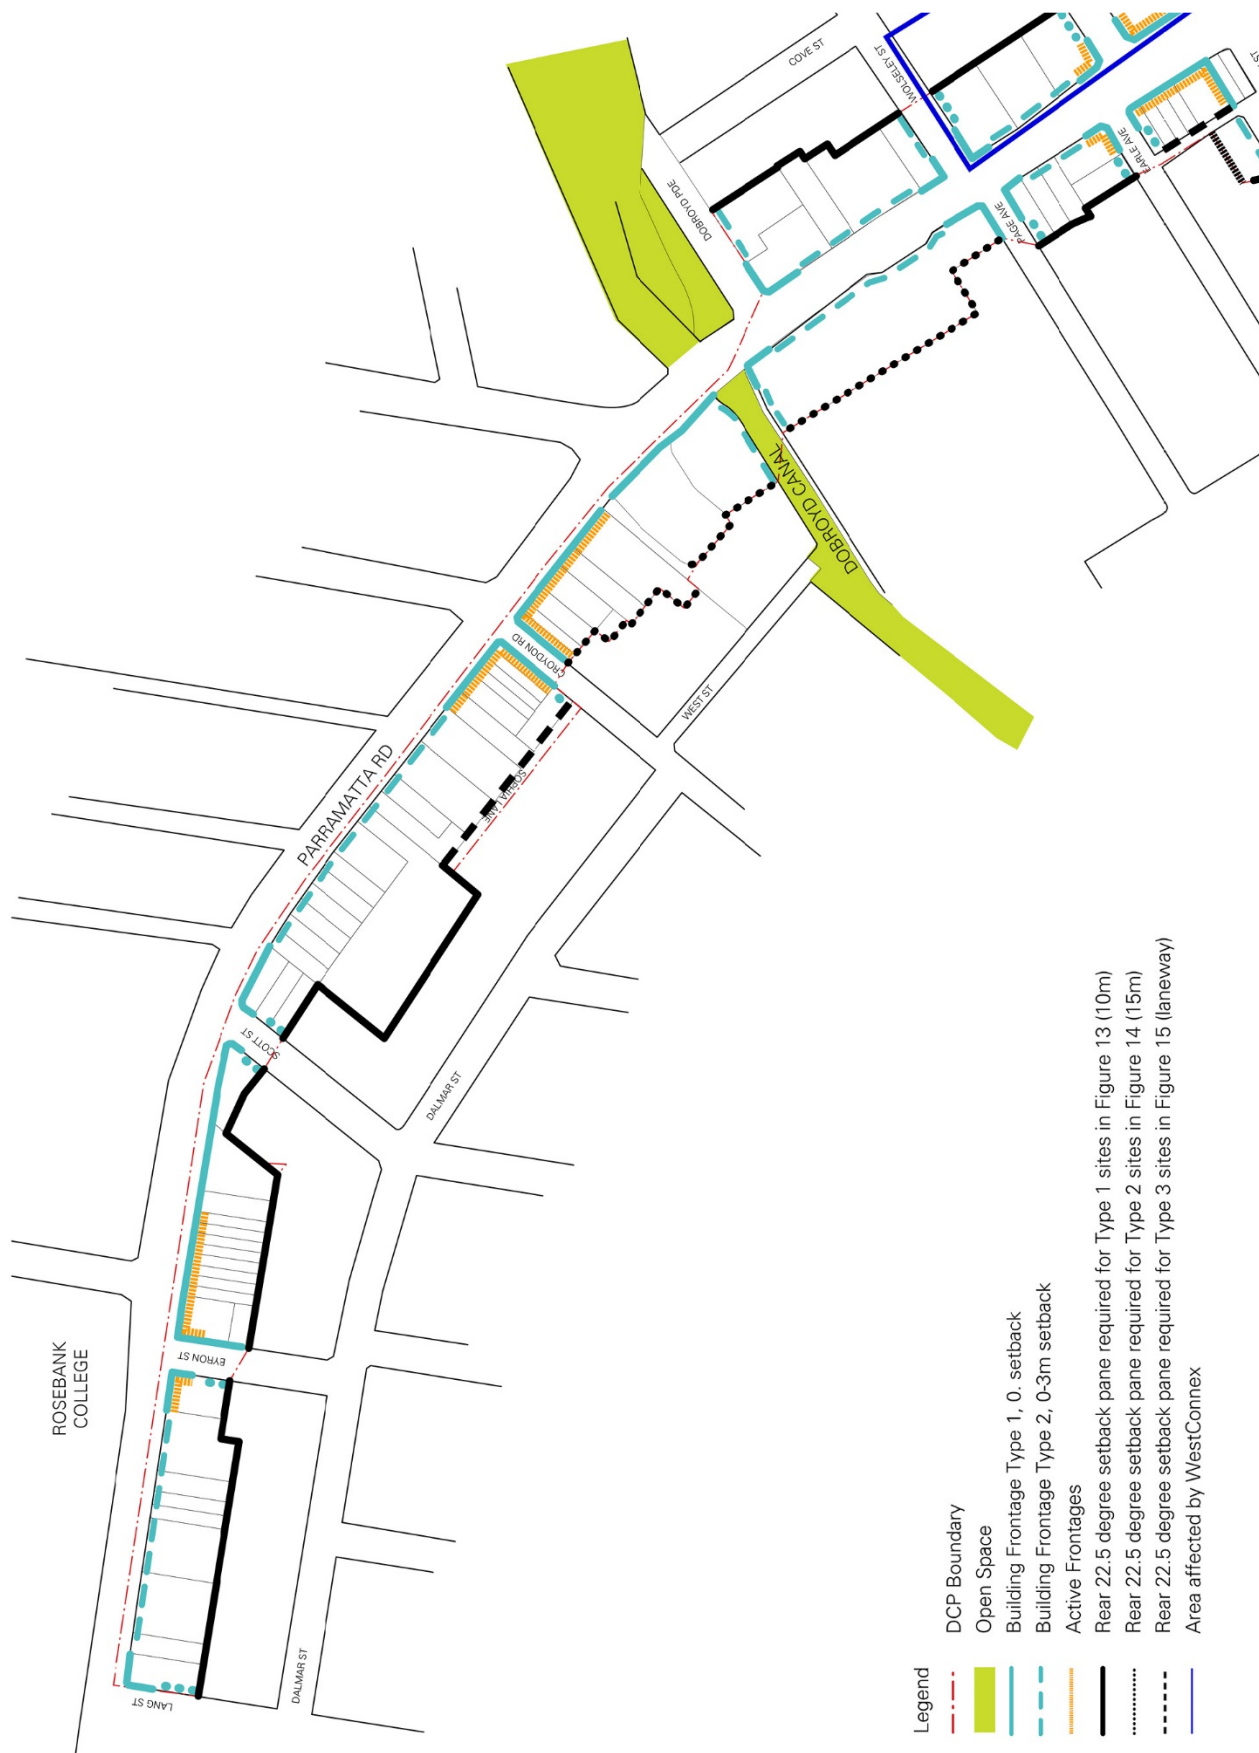 COVE ST
WOLSELEY ST
DOBROYD PDE
EARLE AVE
PAGE AVE
DOBROYD CANAL
CROYDON RD
WEST ST
PARRAMATTA RD
SOPHIA LANE
SCOTT ST
DALMAR ST
EYRON ST
ROSEBANK
COLLEGE
LANG ST
DALMAR ST
Legend
DCP Boundary
Open Space
Building Frontage Type 1, 0. setback
Building Frontage Type 2, 0-3m setback
Active Frontages
Rear 22.5 degree setback pane required for Type 1 sites in Figure 13 (10m)
Rear 22.5 degree setback pane required for Type 2 sites in Figure 14 (15m)
Rear 22.5 degree setback pane required for Type 3 sites in Figure 15 (laneway)
Area affected by WestConnex